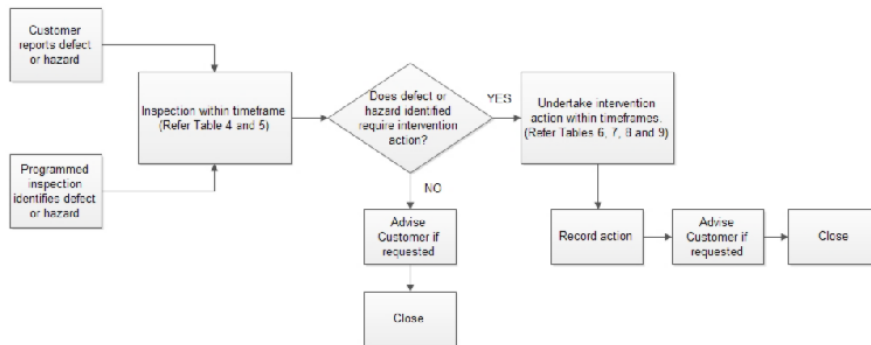 Customer
reports defect
or hazard
Inspection within timeframe
(Refer Table 4 and 5)
Programmed
inspection
identifies defect
or hazard
Does defect or
hazard identified
require intervention
action?
YES
Undertake intervention
action within timeframes.
(Refer Tables 6, 7, 8 and 9)
NO
Advise
Customer if
requested
Close
Record action
Advise
Customer if
requested
Close